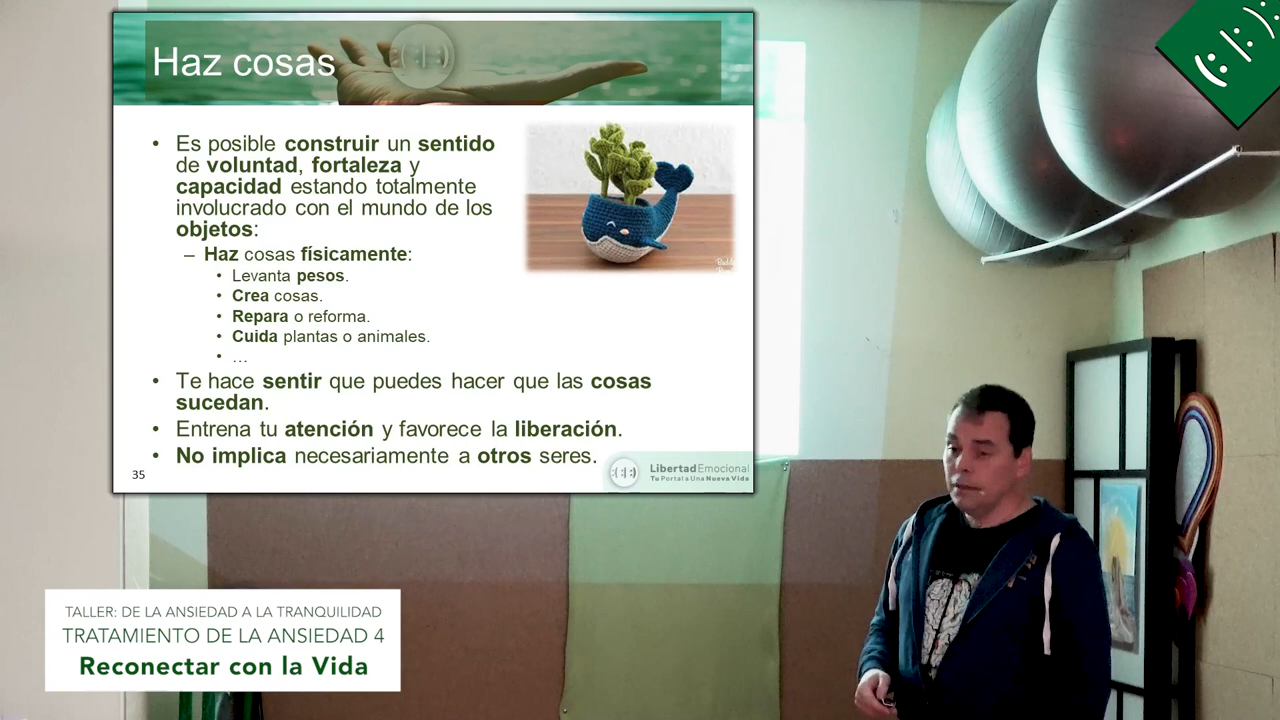 Haz cosas
• Es posible construir un sentido
de voluntad, fortaleza y
capacidad estando totalmente
involucrado con el mundo de los
objetos:
– Haz cosas físicamente:
• Levanta pesos.
• Crea cosas.
• Repara o reforma.
• Cuida plantas o animales.
• …
• Te hace sentir que puedes hacer que las cosas
sucedan.
• Entrena tu atención y favorece la liberación.
• No implica necesariamente a otros seres.
35
LibertadEmocional
Tu Portal a Una Nueva Vida
TALLER: DE LA ANSIEDAD A LA TRANQUILIDAD
TRATAMIENTO DE LA ANSIEDAD 4
Reconectar con la Vida